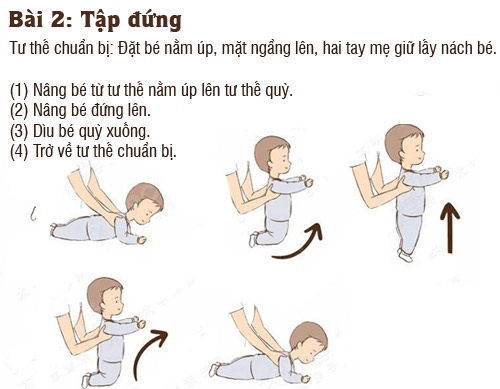 Bài 2: Tập đứng
Tư thế chuẩn bị: Đặt bé nằm úp, mặt ngẩng lên, hai tay mẹ giữ lấy nách bé.
(1) Nâng bé từ tư thế nằm úp lên tư thế quỳ.
(2) Nâng bé đứng lên.
(3) Dìu bé quỳ xuống.
(4) Trở về tư thế chuẩn bị.